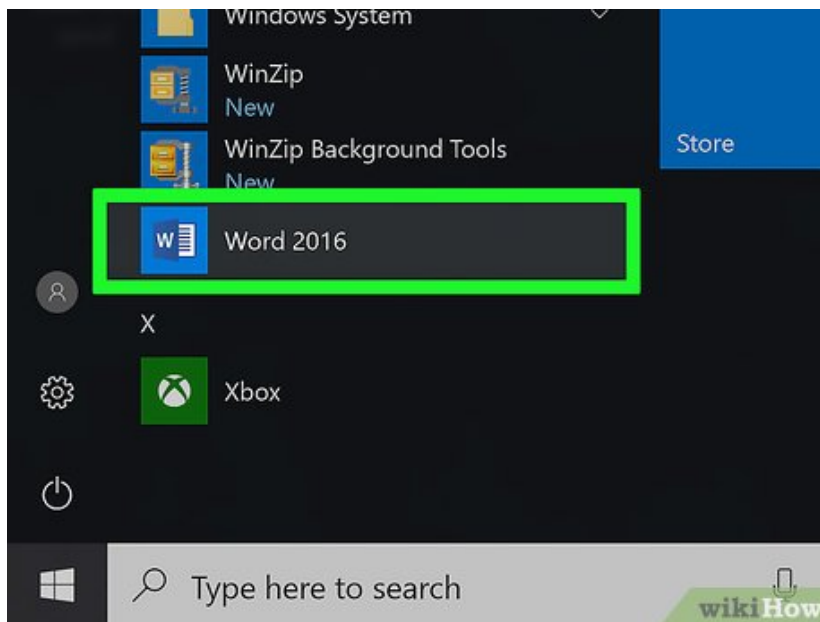 Windows System
WinZip
New
Store
WinZip Background Tools
New
W
Word 2016
X
Xbox
Type here to search
wikiHow